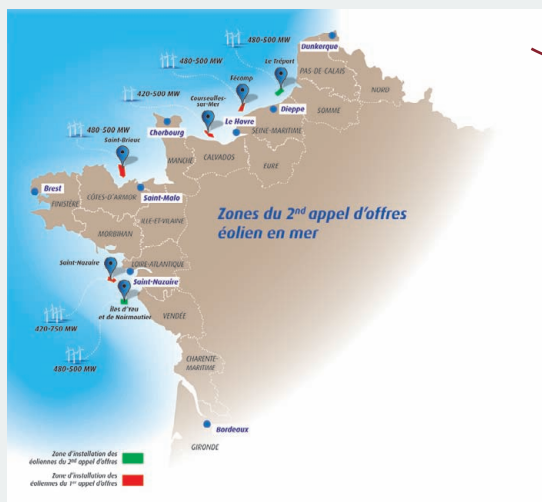 480-500 MW
Dunkerque
480-500 MW
Le Tréport
PAS-DE-CALAIS
Fécamp
NORD
420-500 MW
Courseulles-
sur-Mer
Dieppe
SOMME
480-500 MW
Saint-Brieuc
Cherbourg
Le Havre
SEINE-MARITIME
MANCHE
CALVADOS
EURE
Brest
FINISTÈRE
CÔTES-D'ARMOR
Saint-Malo
ILLE-ET-VILAINE
MORBIHAN
Zones du 2nd appel d'offres
éolien en mer
Saint-Nazaire
LOIRE-ATLANTIQUE
Saint-Nazaire
Îles d'Yeu
et de Noirmoutier
VENDÉE
420-750 MW
480-500 MW
CHARENTE-
MARITIME
Bordeaux
GIRONDE
Zone d'installation des
éoliennes du 2nd appel d'offres
Zone d'installation des
éoliennes du 1er appel d'offres